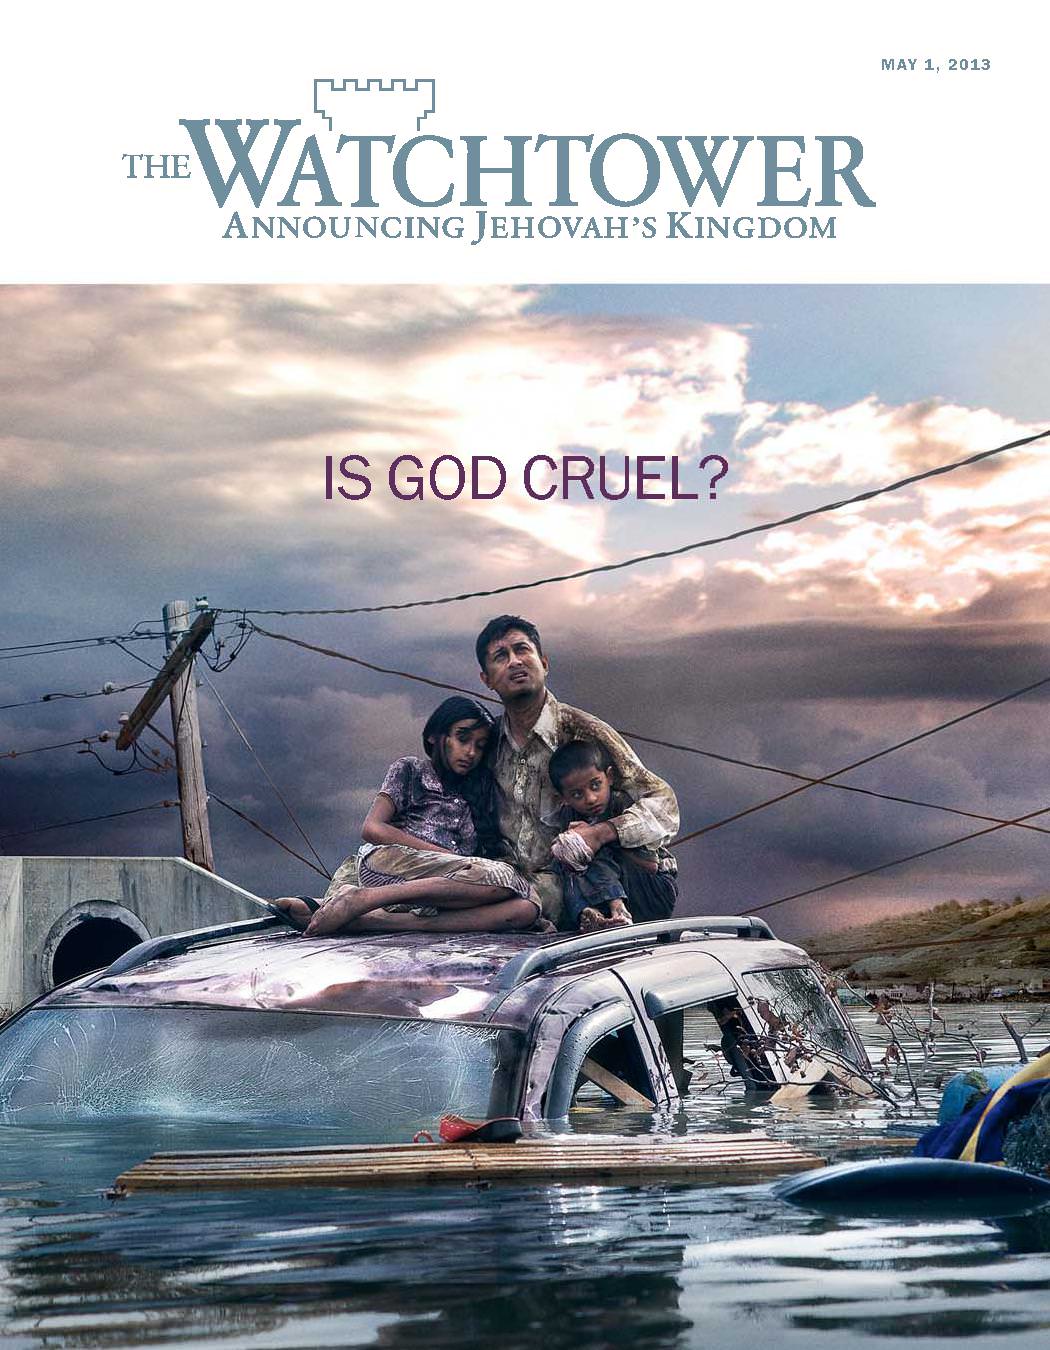 MAY 1, 2013
THE WATCHTOWER
ANNOUNCING JEHOVAH'S KINGDOM
IS GOD CRUEL?